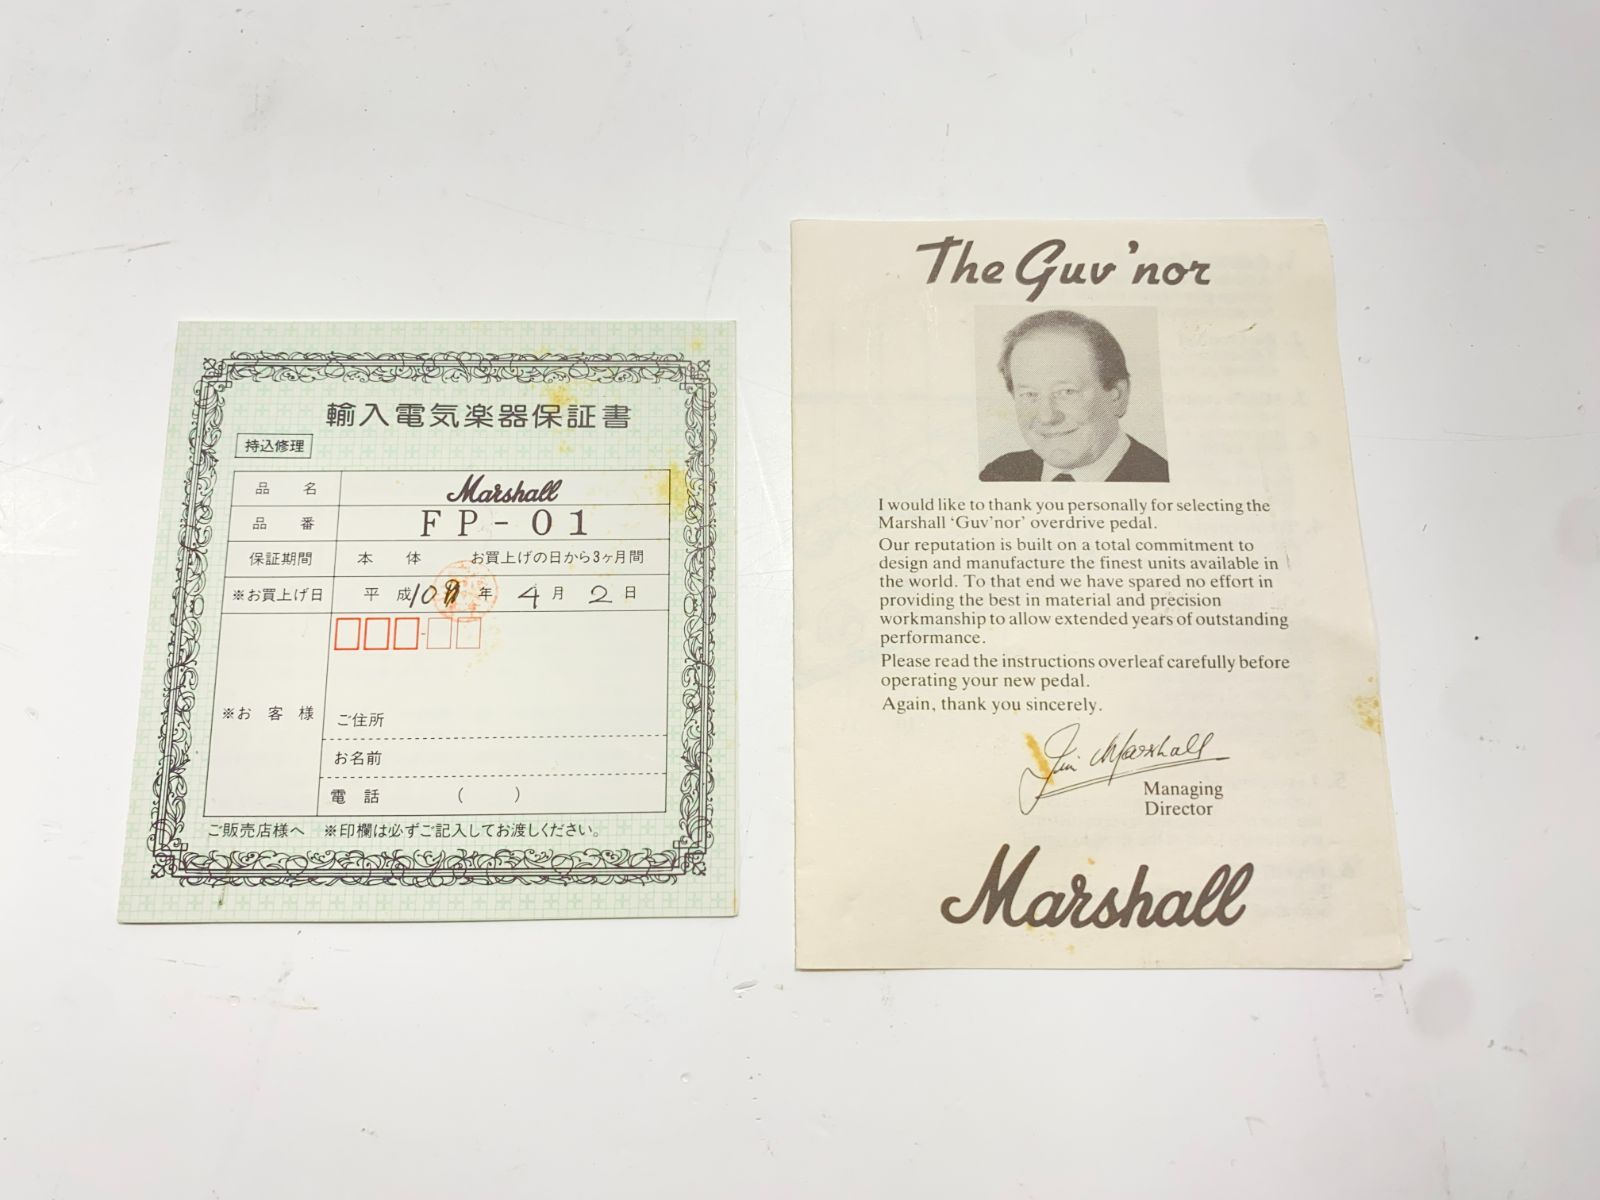 輸入電気楽器保証書
持込修理
品名 Marshall
品番 FP-01
保証期間 本体 お買上げの日から3ヶ月間
※お買上げ日 平成10年4月2日
※お客様
ご住所
お名前
電話 ( )
ご販売店様へ ※印欄は必ずご記入してお渡しください。
The Guv'nor
I would like to thank you personally for selecting the
Marshall 'Guv'nor' overdrive pedal.
Our reputation is built on a total commitment to
design and manufacture the finest units available in
the world. To that end we have spared no effort in
providing the best in material and precision
workmanship to allow extended years of outstanding
performance.
Please read the instructions overleaf carefully before
operating your new pedal.
Again, thank you sincerely.
Jim Marshall
Managing
Director
Marshall